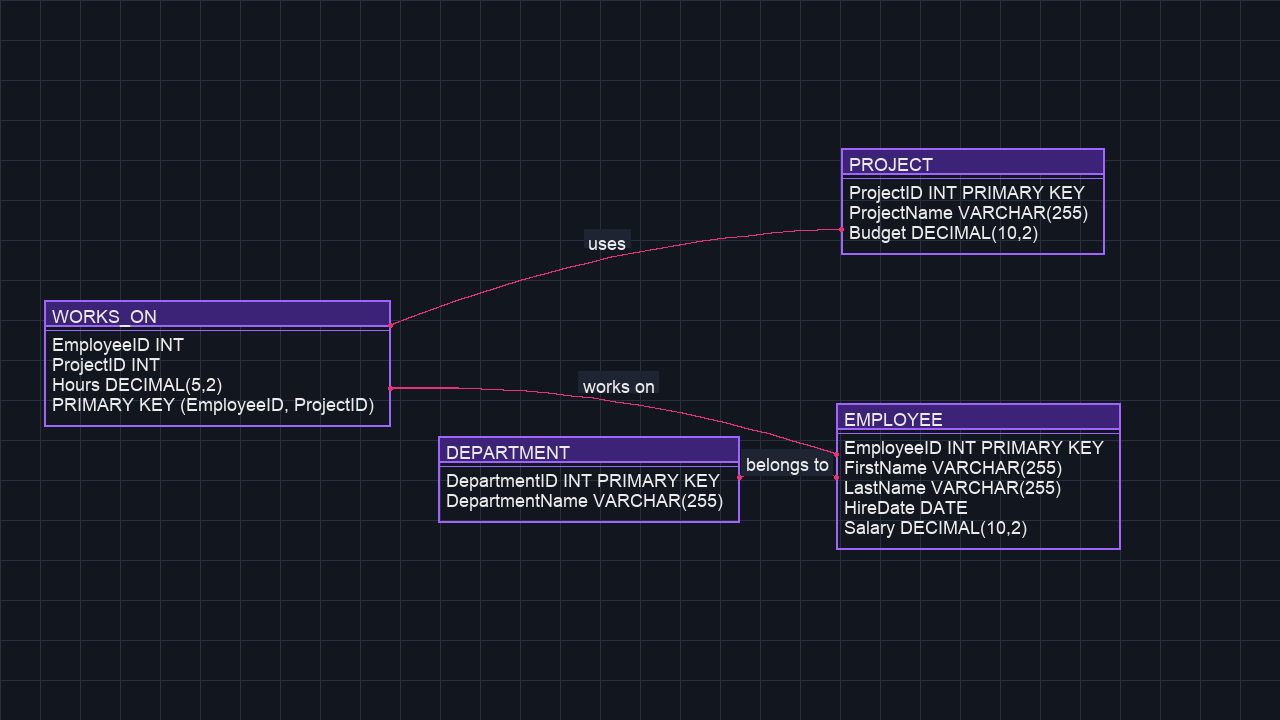 PROJECT
ProjectID INT PRIMARY KEY
ProjectName VARCHAR(255)
Budget DECIMAL(10,2)
uses
WORKS_ON
EmployeeID INT
ProjectID INT
Hours DECIMAL(5,2)
PRIMARY KEY (EmployeeID, ProjectID)
works on
DEPARTMENT
DepartmentID INT PRIMARY KEY
DepartmentName VARCHAR(255)
belongs to
EMPLOYEE
EmployeeID INT PRIMARY KEY
FirstName VARCHAR(255)
LastName VARCHAR(255)
HireDate DATE
Salary DECIMAL(10,2)